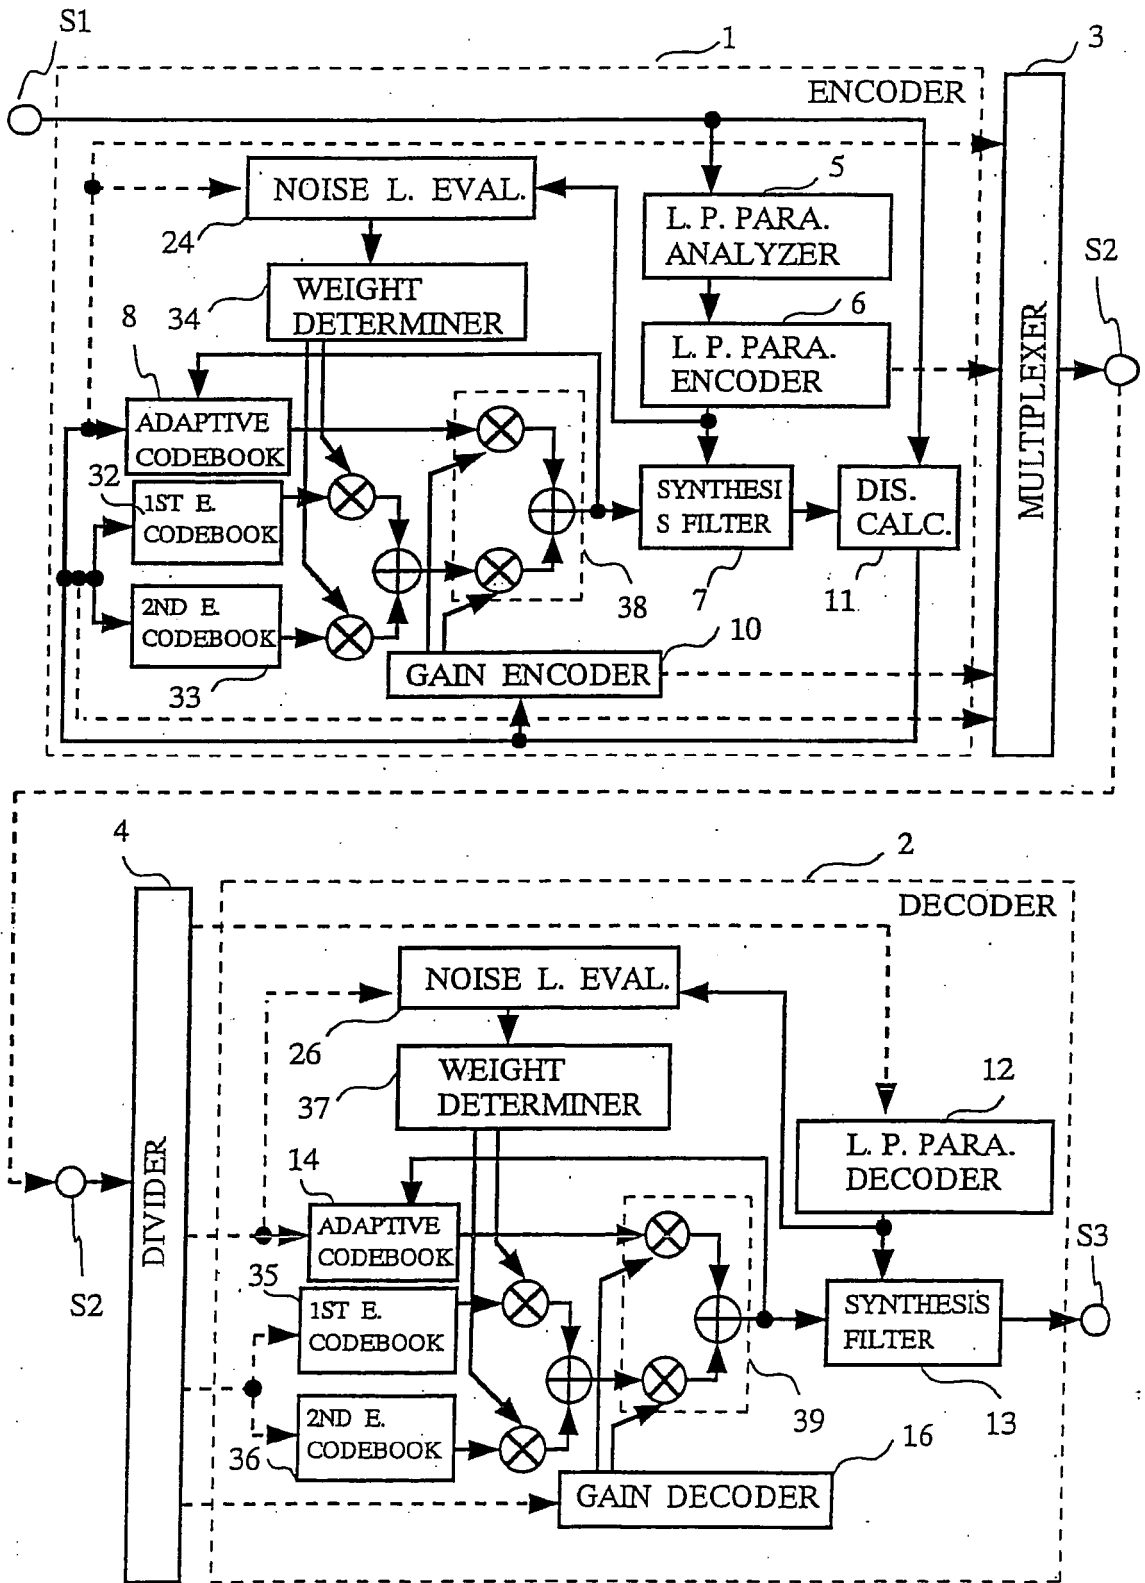 S1
1
3
ENCODER
NOISE L. EVAL.
24
5
L. P. PARA.
ANALYZER
S2
WEIGHT
DETERMINER
34
8
6
L. P. PARA.
ENCODER
MULTIPLEXER
ADAPTIVE
CODEBOOK
32
1ST E.
CODEBOOK
SYNTHESI
S FILTER
DIS.
CALC.
38
7
11
2ND E.
CODEBOOK
33
10
GAIN ENCODER
4
2
DECODER
NOISE L. EVAL.
26
WEIGHT
DETERMINER
37
12
L. P. PARA.
DECODER
DIVIDER
14
ADAPTIVE
CODEBOOK
S2
S3
35
1ST E.
CODEBOOK
SYNTHESIS
FILTER
39
13
2ND E.
CODEBOOK
36
16
GAIN DECODER